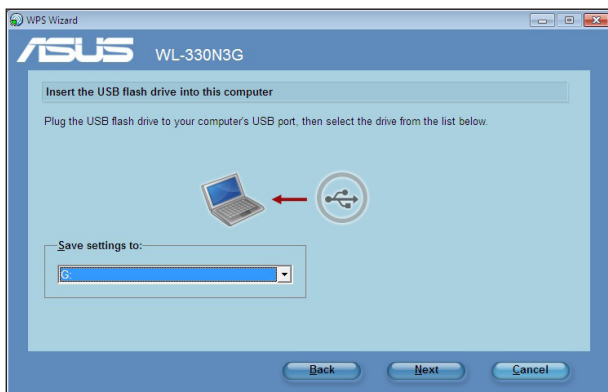 WPS Wizard
ASUS WL-330N3G
Insert the USB flash drive into this computer
Plug the USB flash drive to your computer's USB port, then select the drive from the list below.
Save settings to:
G:
Back Next Cancel